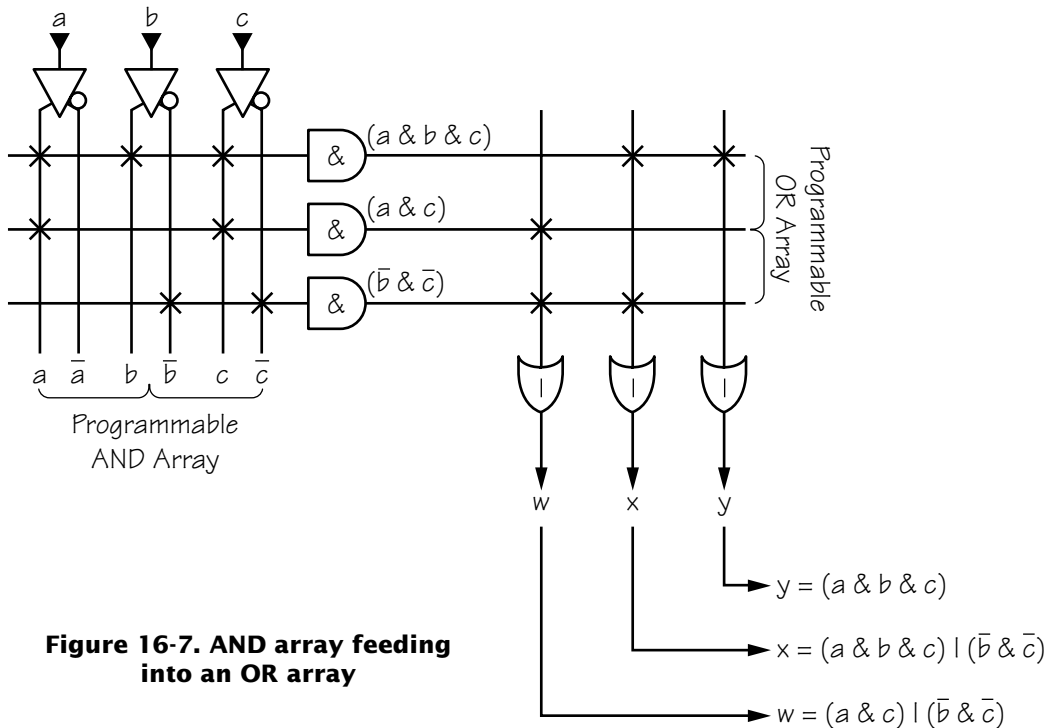 a b c
(a & b & c)
&
(a & c)
&
(b̅ & c̅)
&
Programmable
OR Array
a a̅ b b̅ c c̅
Programmable
AND Array
| | |
w x y
y = (a & b & c)
x = (a & b & c) | (b̅ & c̅)
w = (a & c) | (b̅ & c̅)
Figure 16-7. AND array feeding
into an OR array